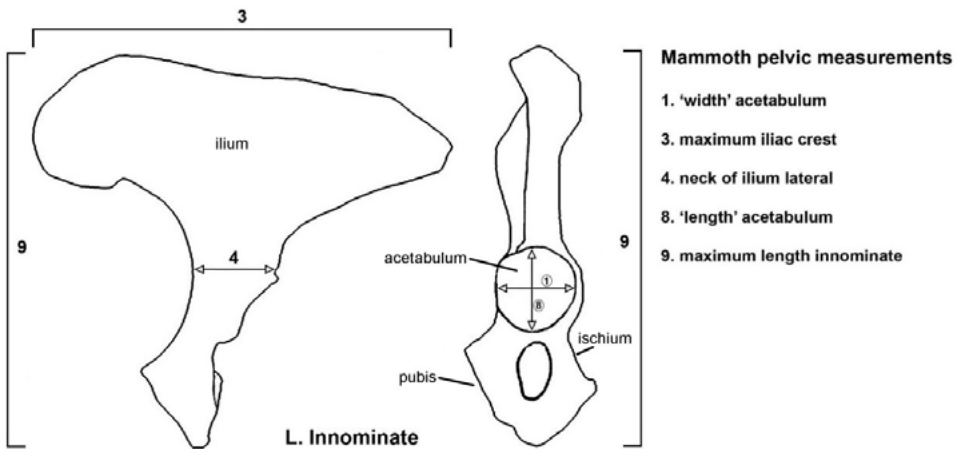 3
Mammoth pelvic measurements
1. ‘width’ acetabulum
3. maximum iliac crest
4. neck of ilium lateral
8. ‘length’ acetabulum
9. maximum length innominate
ilium
9
4
acetabulum
1
8
9
ischium
pubis
L. Innominate